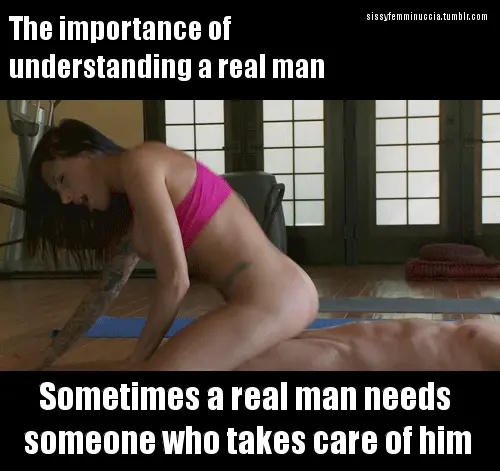 sissyfemminuccia.tumblr.com
The importance of
understanding a real man
Sometimes a real man needs
someone who takes care of him